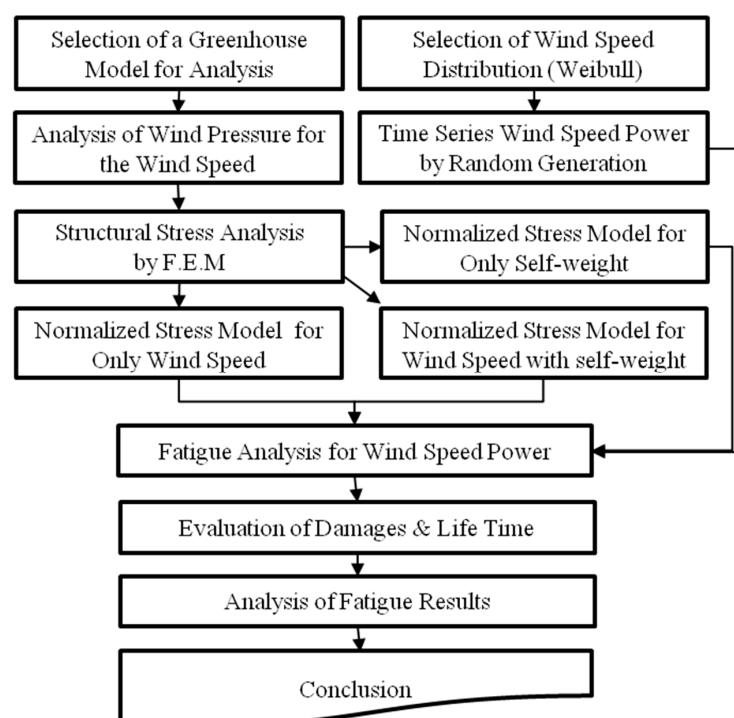 Selection of a Greenhouse
Model for Analysis
Selection of Wind Speed
Distribution (Weibull)
Analysis of Wind Pressure for
the Wind Speed
Time Series Wind Speed Power
by Random Generation
Structural Stress Analysis
by F.E.M
Normalized Stress Model for
Only Self-weight
Normalized Stress Model for
Only Wind Speed
Normalized Stress Model for
Wind Speed with self-weight
Fatigue Analysis for Wind Speed Power
Evaluation of Damages & Life Time
Analysis of Fatigue Results
Conclusion